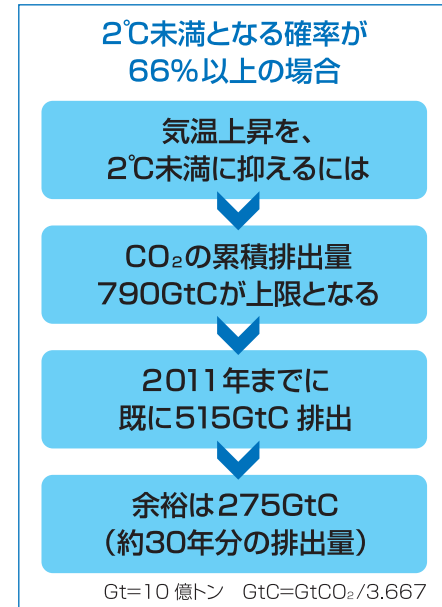 2℃未満となる確率が
66％以上の場合
気温上昇を、
2℃未満に抑えるには
CO₂の累積排出量
790GtCが上限となる
2011年までに
既に515GtC 排出
余裕は275GtC
（約30年分の排出量）
Gt=10 億トン　GtC=GtCO₂/3.667